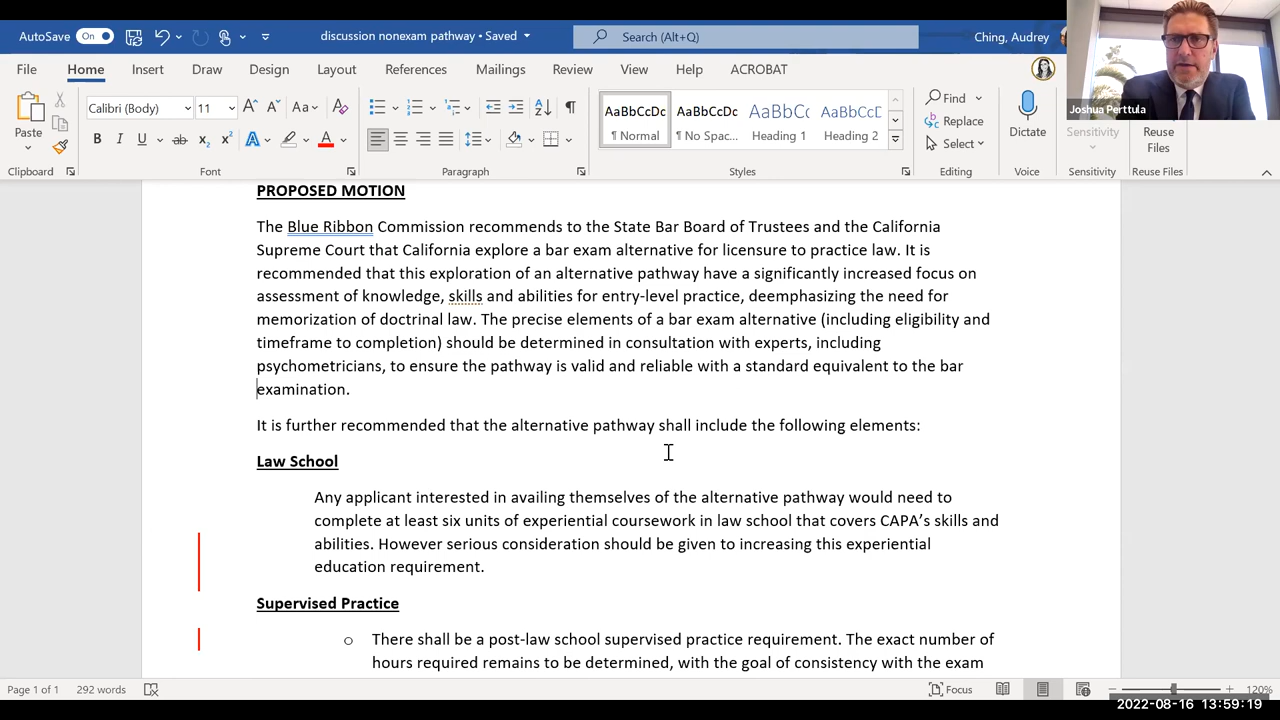 AutoSave On
discussion nonexam pathway • Saved
Search (Alt+Q)
Ching, Audrey
Joshua Perttula
File Home Insert Draw Design Layout References Mailings Review View Help ACROBAT
Paste
Calibri (Body) 11
AaBbCcDc AaBbCcDc AaBbCc AaBbCcD
¶ Normal ¶ No Spac... Heading 1 Heading 2
Find
Replace
Select
Dictate
Sensitivity
Reuse
Files
Clipboard Font Paragraph Styles Editing Voice Sensitivity Reuse Files
PROPOSED MOTION
The Blue Ribbon Commission recommends to the State Bar Board of Trustees and the California
Supreme Court that California explore a bar exam alternative for licensure to practice law. It is
recommended that this exploration of an alternative pathway have a significantly increased focus on
assessment of knowledge, skills and abilities for entry-level practice, deemphasizing the need for
memorization of doctrinal law. The precise elements of a bar exam alternative (including eligibility and
timeframe to completion) should be determined in consultation with experts, including
psychometricians, to ensure the pathway is valid and reliable with a standard equivalent to the bar
examination.
It is further recommended that the alternative pathway shall include the following elements:
Law School
Any applicant interested in availing themselves of the alternative pathway would need to
complete at least six units of experiential coursework in law school that covers CAPA's skills and
abilities. However serious consideration should be given to increasing this experiential
education requirement.
Supervised Practice
o There shall be a post-law school supervised practice requirement. The exact number of
hours required remains to be determined, with the goal of consistency with the exam
Page 1 of 1 292 words Focus 120%
2022-08-16 13:59:19